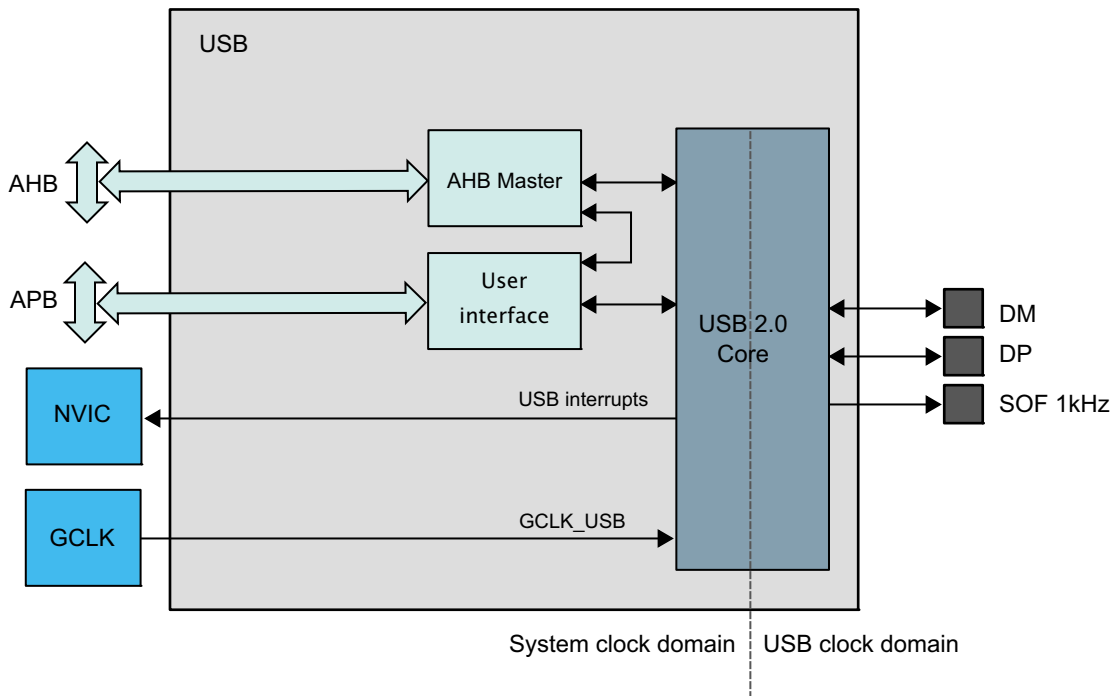 USB
AHB
AHB Master
APB
User
interface
USB 2.0
Core
DM
DP
SOF 1kHz
NVIC
USB interrupts
GCLK
GCLK_USB
System clock domain
USB clock domain